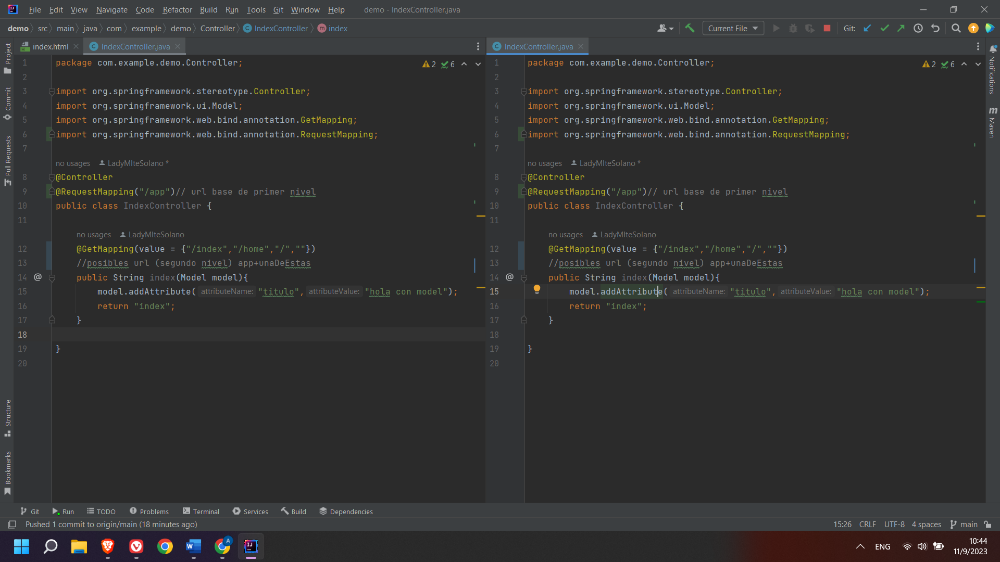 File Edit View Navigate Code Refactor Build Run Tools Git Window Help demo - IndexController.java
demo src main java com example demo Controller IndexController index Current File Git:
index.html IndexController.java
2 6
1 package com.example.demo.Controller;
2
3 import org.springframework.stereotype.Controller;
4 import org.springframework.ui.Model;
5 import org.springframework.web.bind.annotation.GetMapping;
6 import org.springframework.web.bind.annotation.RequestMapping;
7
no usages LadyMIteSolano *
8 @Controller
9 @RequestMapping("/app")// url base de primer nivel
10 public class IndexController {
11
no usages LadyMIteSolano
12 @GetMapping(value = {"/index","/home","/",""})
13 //posibles url (segundo nivel) app+unaDeEstas
14 @ public String index(Model model){
15 model.addAttribute( attributeName: "titulo", attributeValue: "hola con model");
16 return "index";
17 }
18
19 }
20
IndexController.java
2 6
1 package com.example.demo.Controller;
2
3 import org.springframework.stereotype.Controller;
4 import org.springframework.ui.Model;
5 import org.springframework.web.bind.annotation.GetMapping;
6 import org.springframework.web.bind.annotation.RequestMapping;
7
no usages LadyMIteSolano *
8 @Controller
9 @RequestMapping("/app")// url base de primer nivel
10 public class IndexController {
11
no usages LadyMIteSolano
12 @GetMapping(value = {"/index","/home","/",""})
13 //posibles url (segundo nivel) app+unaDeEstas
14 @ public String index(Model model){
15 model.addAttribute( attributeName: "titulo", attributeValue: "hola con model");
16 return "index";
17 }
18
19 }
20
Project
Commit
Pull Requests
Structure
Bookmarks
Notifications
Maven
Git Run TODO Problems Terminal Services Build Dependencies
Pushed 1 commit to origin/main (18 minutes ago) 15:26 CRLF UTF-8 4 spaces main
ENG 10:44
11/9/2023